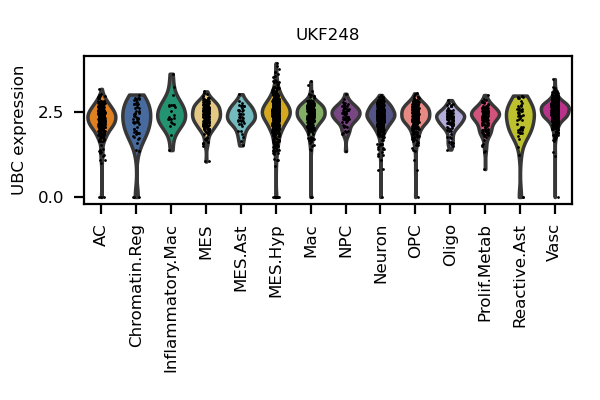 UKF248
UBC expression
2.5
0.0
AC
Chromatin.Reg
Inflammatory.Mac
MES
MES.Ast
MES.Hyp
Mac
NPC
Neuron
OPC
Oligo
Prolif.Metab
Reactive.Ast
Vasc